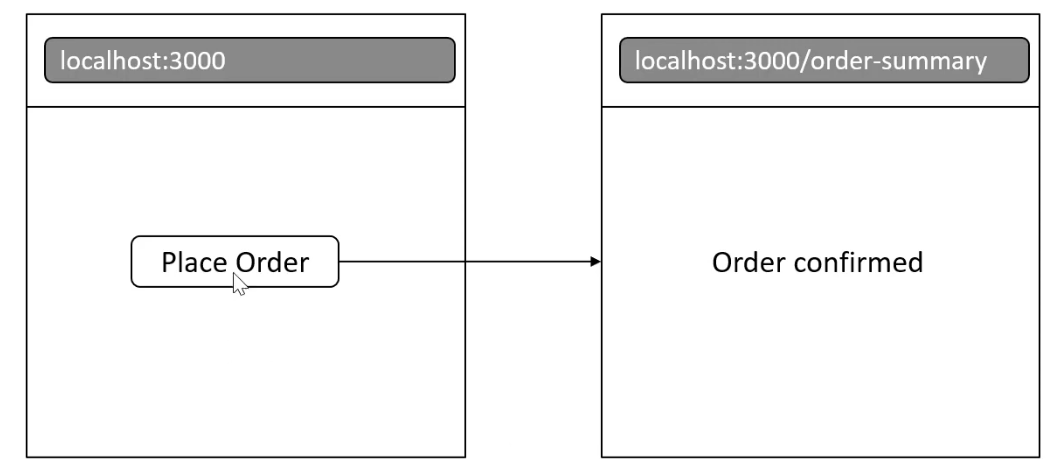 localhost:3000
Place Order
localhost:3000/order-summary
Order confirmed